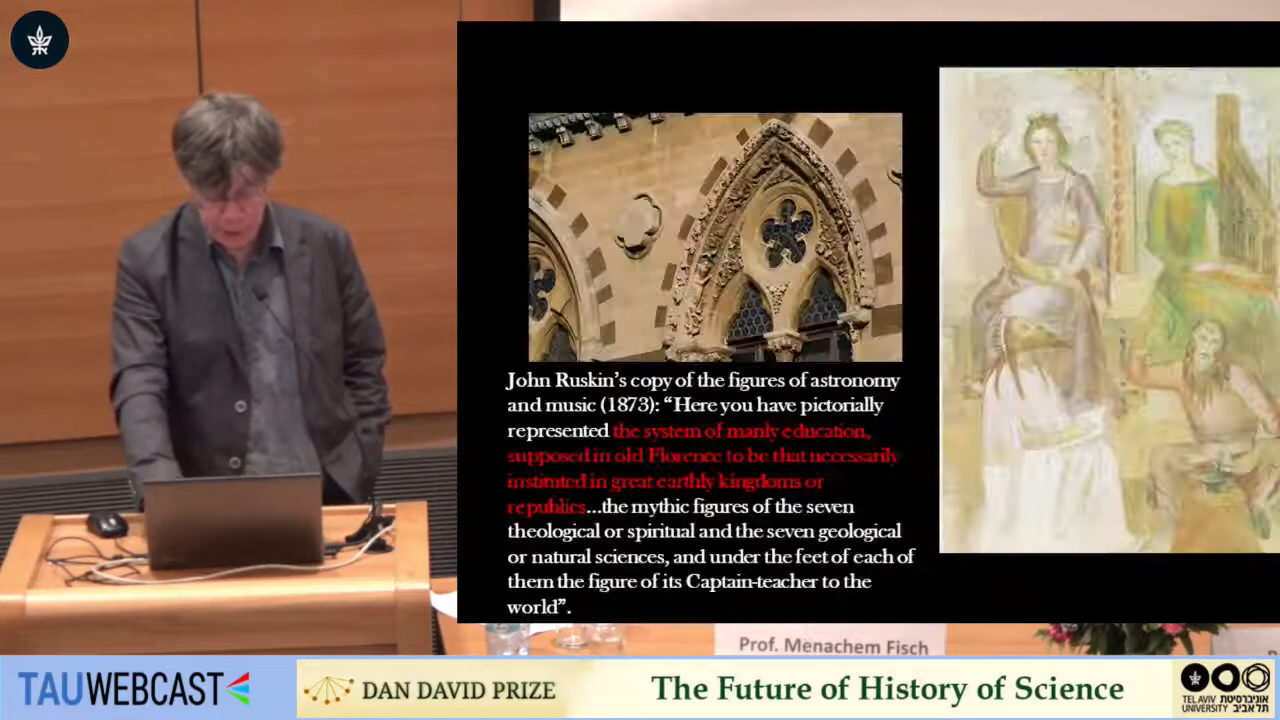 John Ruskin's copy of the figures of astronomy
and music (1873): "Here you have pictorially
represented the system of manly education,
supposed in old Florence to be that necessarily
instituted in great earthly kingdoms or
republics...the mythic figures of the seven
theological or spiritual and the seven geological
or natural sciences, and under the feet of each of
them the figure of its Captain-teacher to the
world".
Prof. Menachem Fisch
TAUWEBCAST
DAN DAVID PRIZE
The Future of History of Science
TEL AVIV אוניברסיטת
UNIVERSITY תל אביב